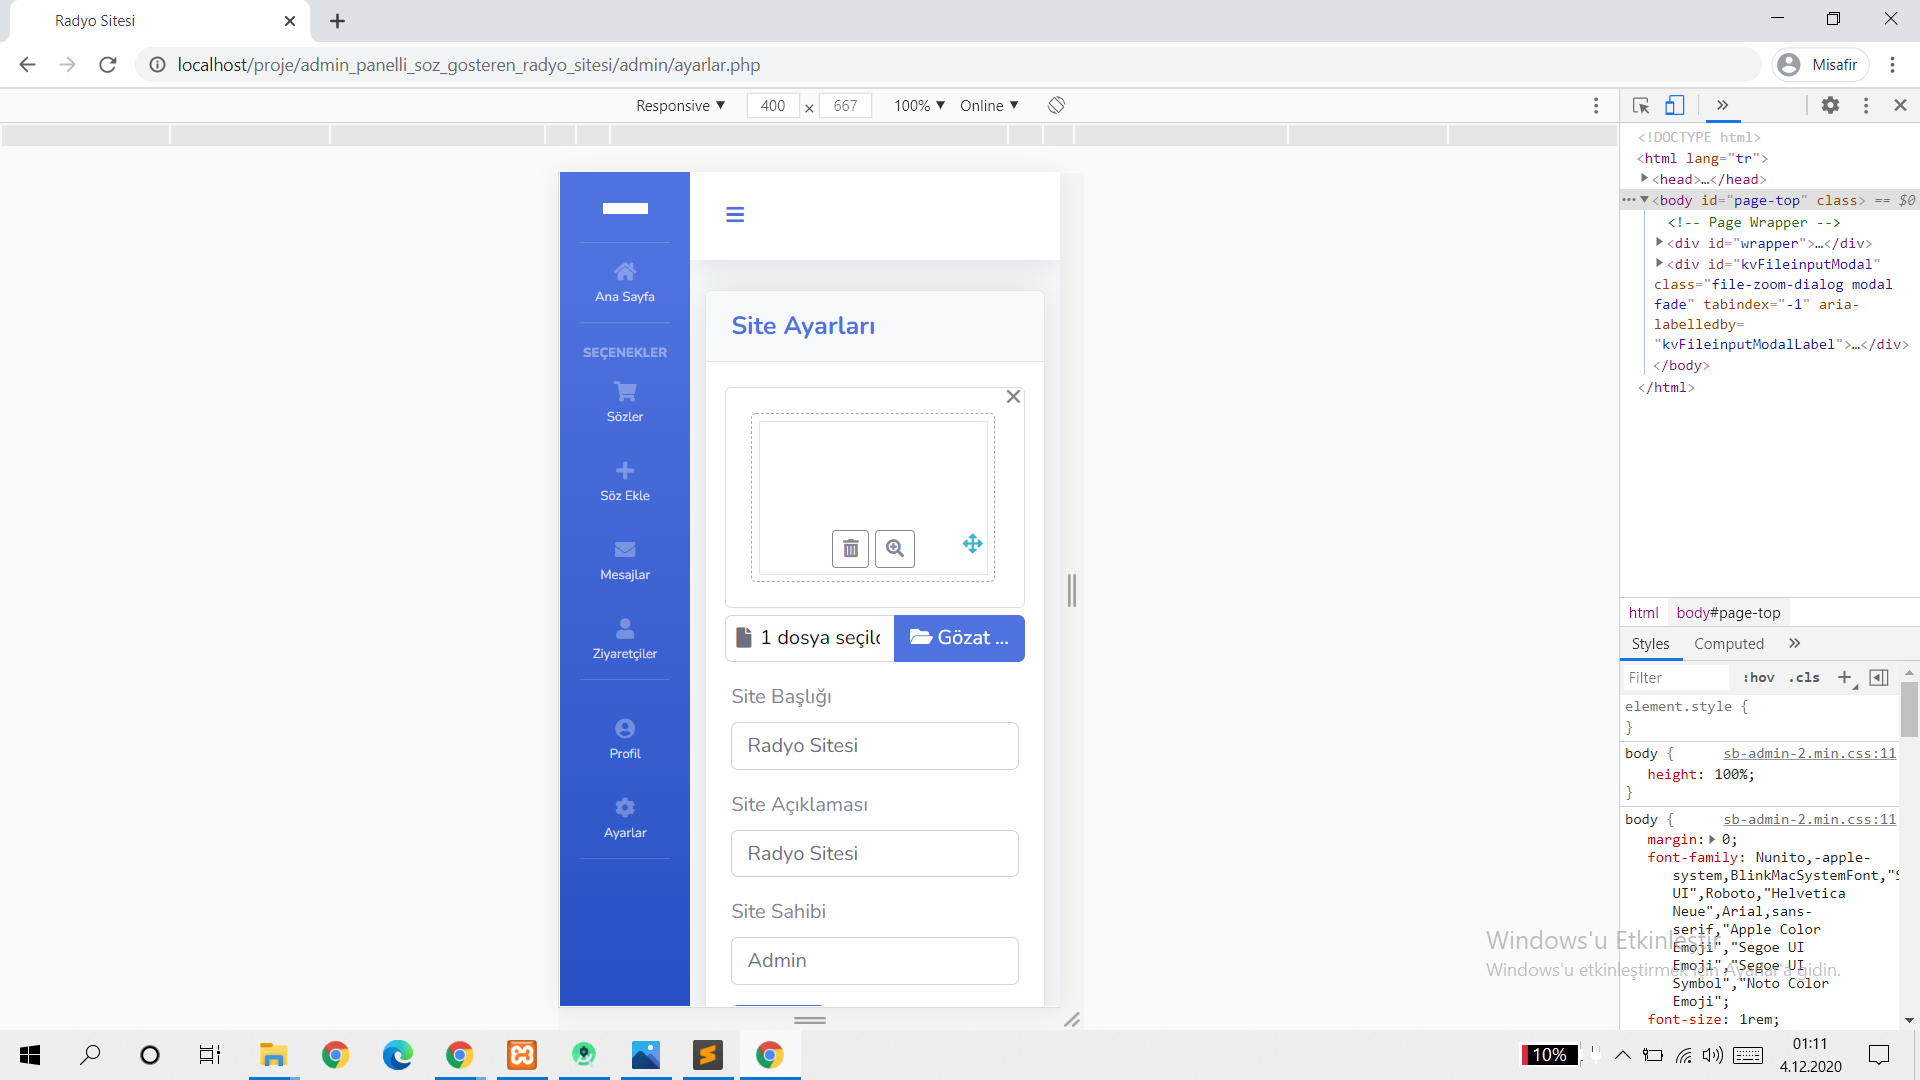 Radyo Sitesi
localhost/proje/admin_panelli_soz_gosteren_radyo_sitesi/admin/ayarlar.php
Misafir
Responsive ▼ 400 x 667 100% ▼ Online ▼
Ana Sayfa
SEÇENEKLER
Sözler
Söz Ekle
Mesajlar
Ziyaretçiler
Profil
Ayarlar
Site Ayarları
1 dosya seçild
Gözat ...
Site Başlığı
Radyo Sitesi
Site Açıklaması
Radyo Sitesi
Site Sahibi
Admin
<!DOCTYPE html>
<html lang="tr">
<head>…</head>
<body id="page-top" class> == $0
<!-- Page Wrapper -->
<div id="wrapper">…</div>
<div id="kvFileinputModal"
class="file-zoom-dialog modal
fade" tabindex="-1" aria-
labelledby=
"kvFileinputModalLabel">…</div>
</body>
</html>
html body#page-top
Styles Computed
Filter :hov .cls
element.style {
}
body { sb-admin-2.min.css:11
height: 100%;
}
body { sb-admin-2.min.css:11
margin: 0;
font-family: Nunito,-apple-
system,BlinkMacSystemFont,"S
UI",Roboto,"Helvetica
Neue",Arial,sans-
serif,"Apple Color
Emoji","Segoe UI
Emoji","Segoe UI
Symbol","Noto Color
Emoji";
font-size: 1rem;
Windows'u Etkinleştir
Windows'u etkinleştirmek için Ayarlar'a gidin.
10%
01:11
4.12.2020